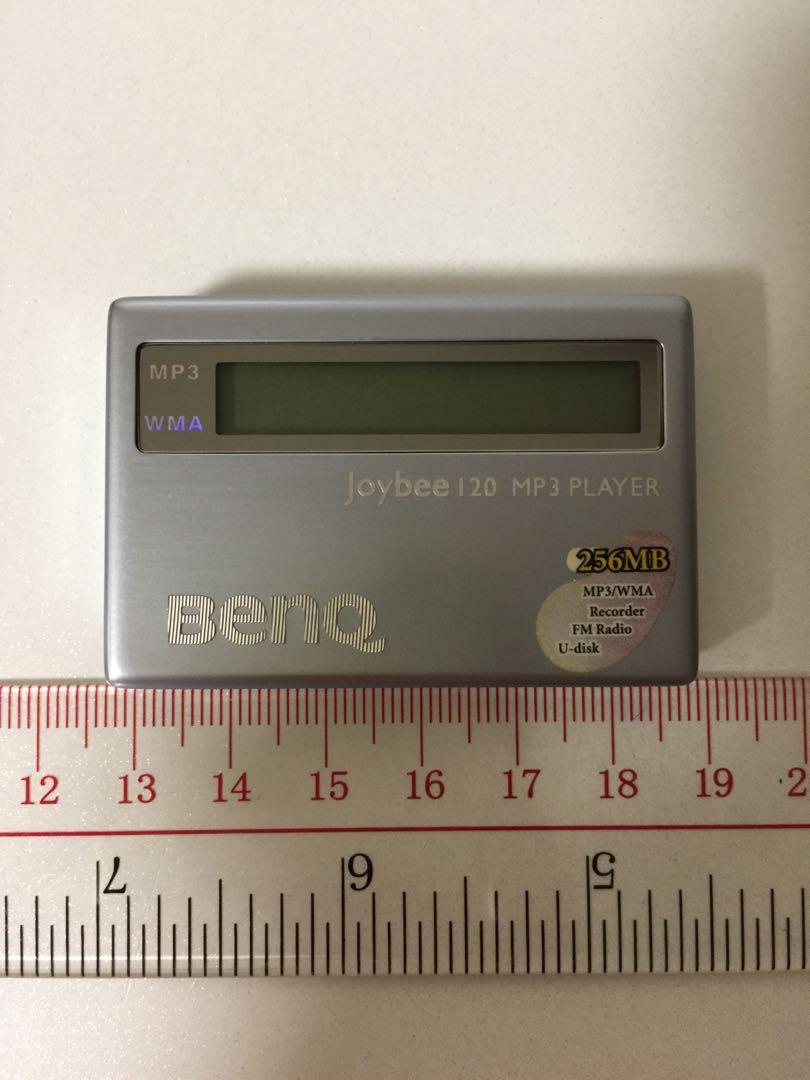 MP3
WMA
Joybee 120 MP3 PLAYER
256MB
MP3/WMA
Recorder
FM Radio
U-disk
BenQ
12 13 14 15 16 17 18 19 2
7 6 5